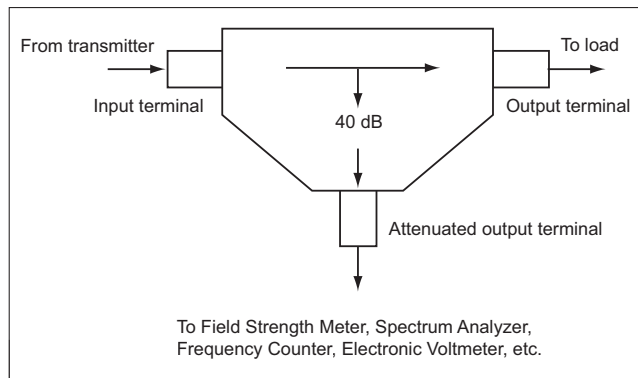 From transmitter
To load
Input terminal
Output terminal
40 dB
Attenuated output terminal
To Field Strength Meter, Spectrum Analyzer,
Frequency Counter, Electronic Voltmeter, etc.